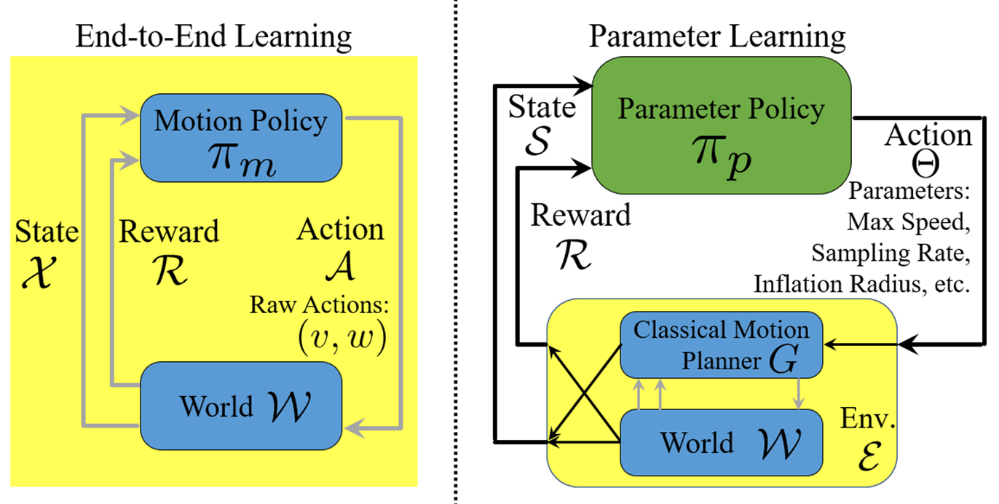 End-to-End Learning
Motion Policy
π_m
State
𝒳
Reward
ℛ
Action
𝒜
Raw Actions:
(v, w)
World 𝒲
Parameter Learning
State
𝒮
Parameter Policy
π_p
Reward
ℛ
Action
Θ
Parameters:
Max Speed,
Sampling Rate,
Inflation Radius, etc.
Classical Motion
Planner G
World 𝒲
Env.
ℰ